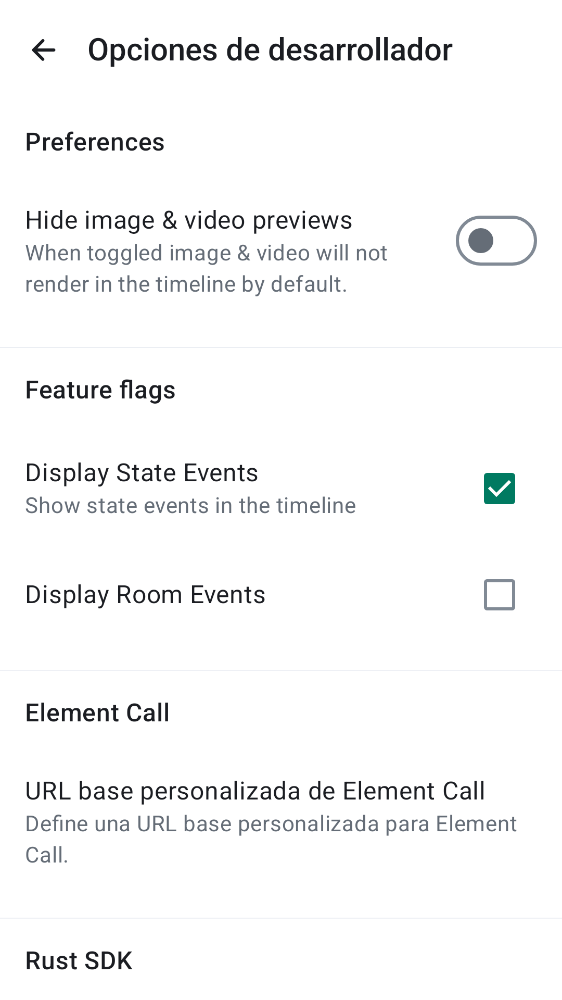 Opciones de desarrollador
Preferences
Hide image & video previews
When toggled image & video will not
render in the timeline by default.
Feature flags
Display State Events
Show state events in the timeline
Display Room Events
Element Call
URL base personalizada de Element Call
Define una URL base personalizada para Element
Call.
Rust SDK